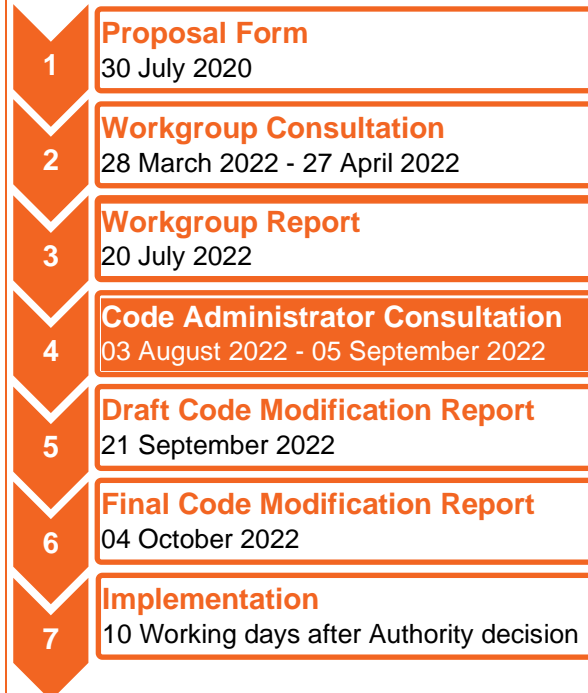 1
Proposal Form
30 July 2020
2
Workgroup Consultation
28 March 2022 - 27 April 2022
3
Workgroup Report
20 July 2022
4
Code Administrator Consultation
03 August 2022 - 05 September 2022
5
Draft Code Modification Report
21 September 2022
6
Final Code Modification Report
04 October 2022
7
Implementation
10 Working days after Authority decision